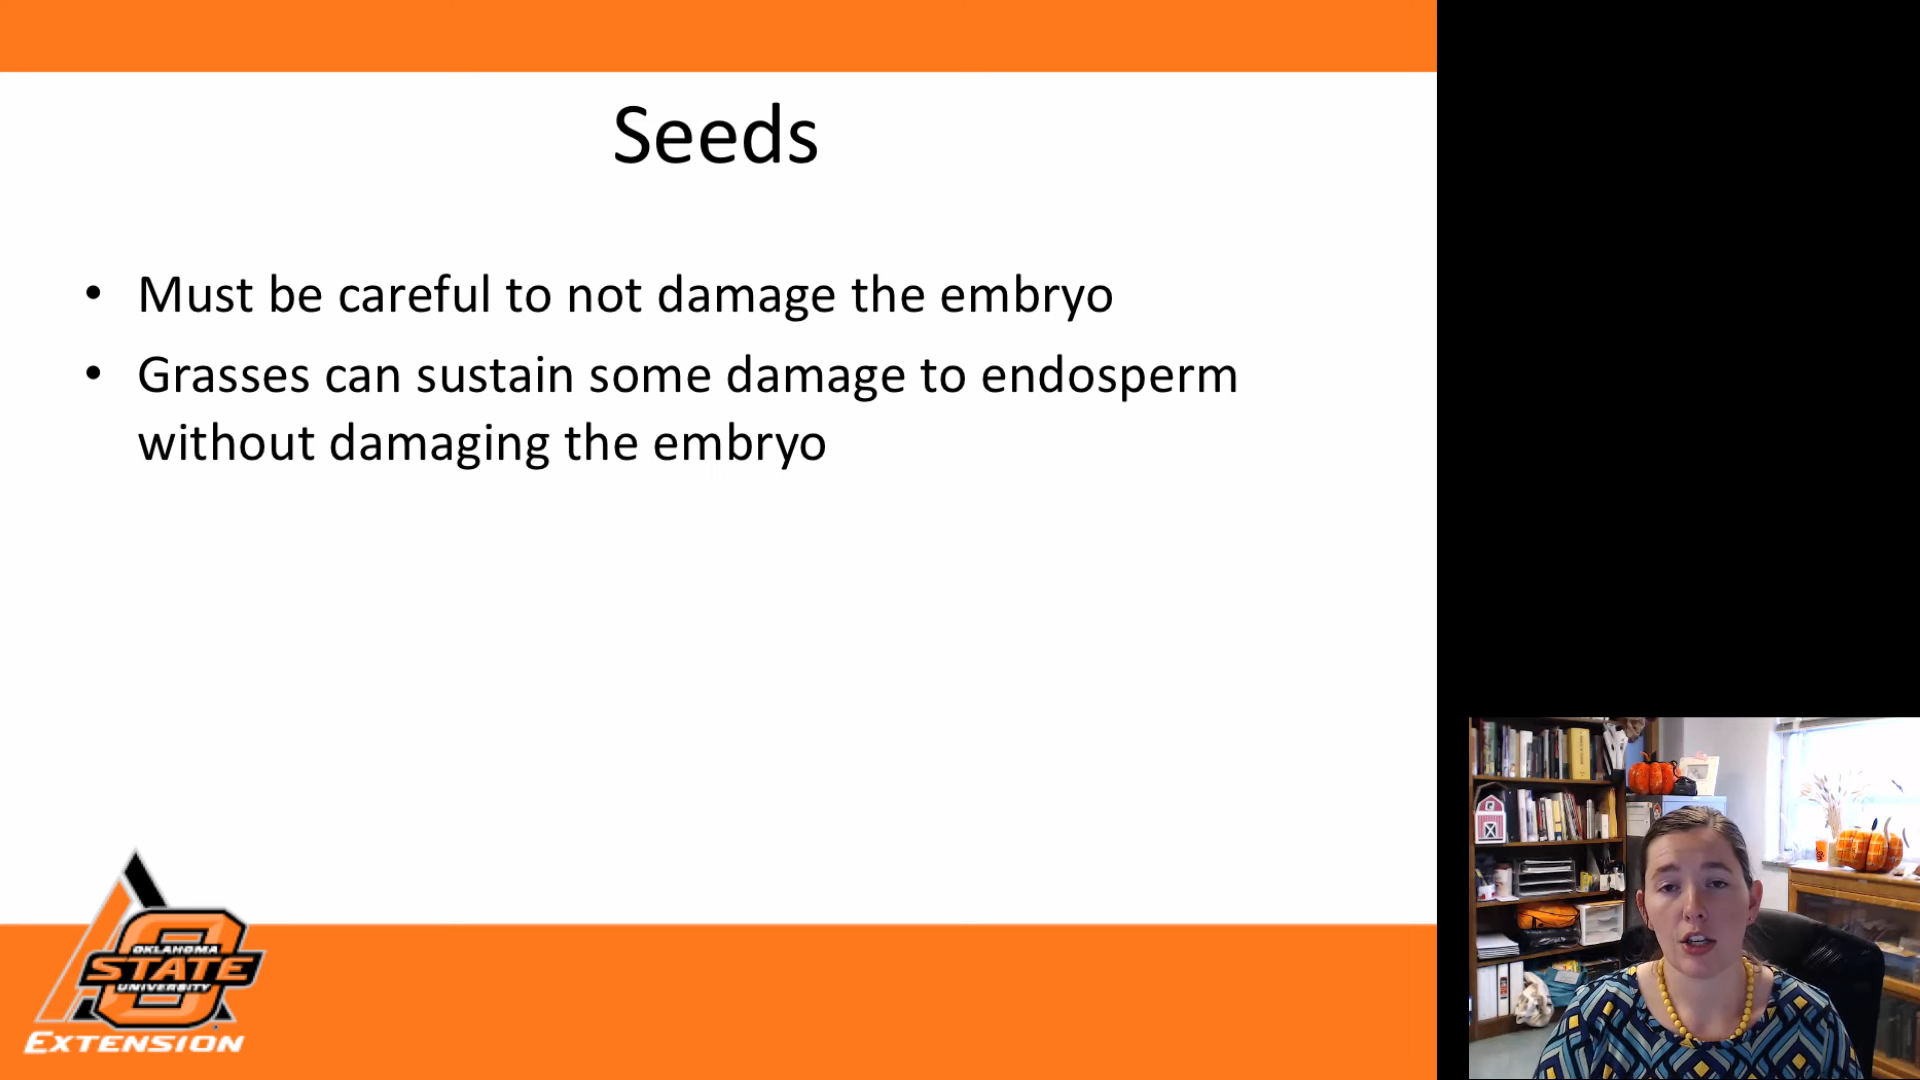 Seeds
• Must be careful to not damage the embryo
• Grasses can sustain some damage to endosperm
without damaging the embryo
OKLAHOMA
STATE
UNIVERSITY
EXTENSION